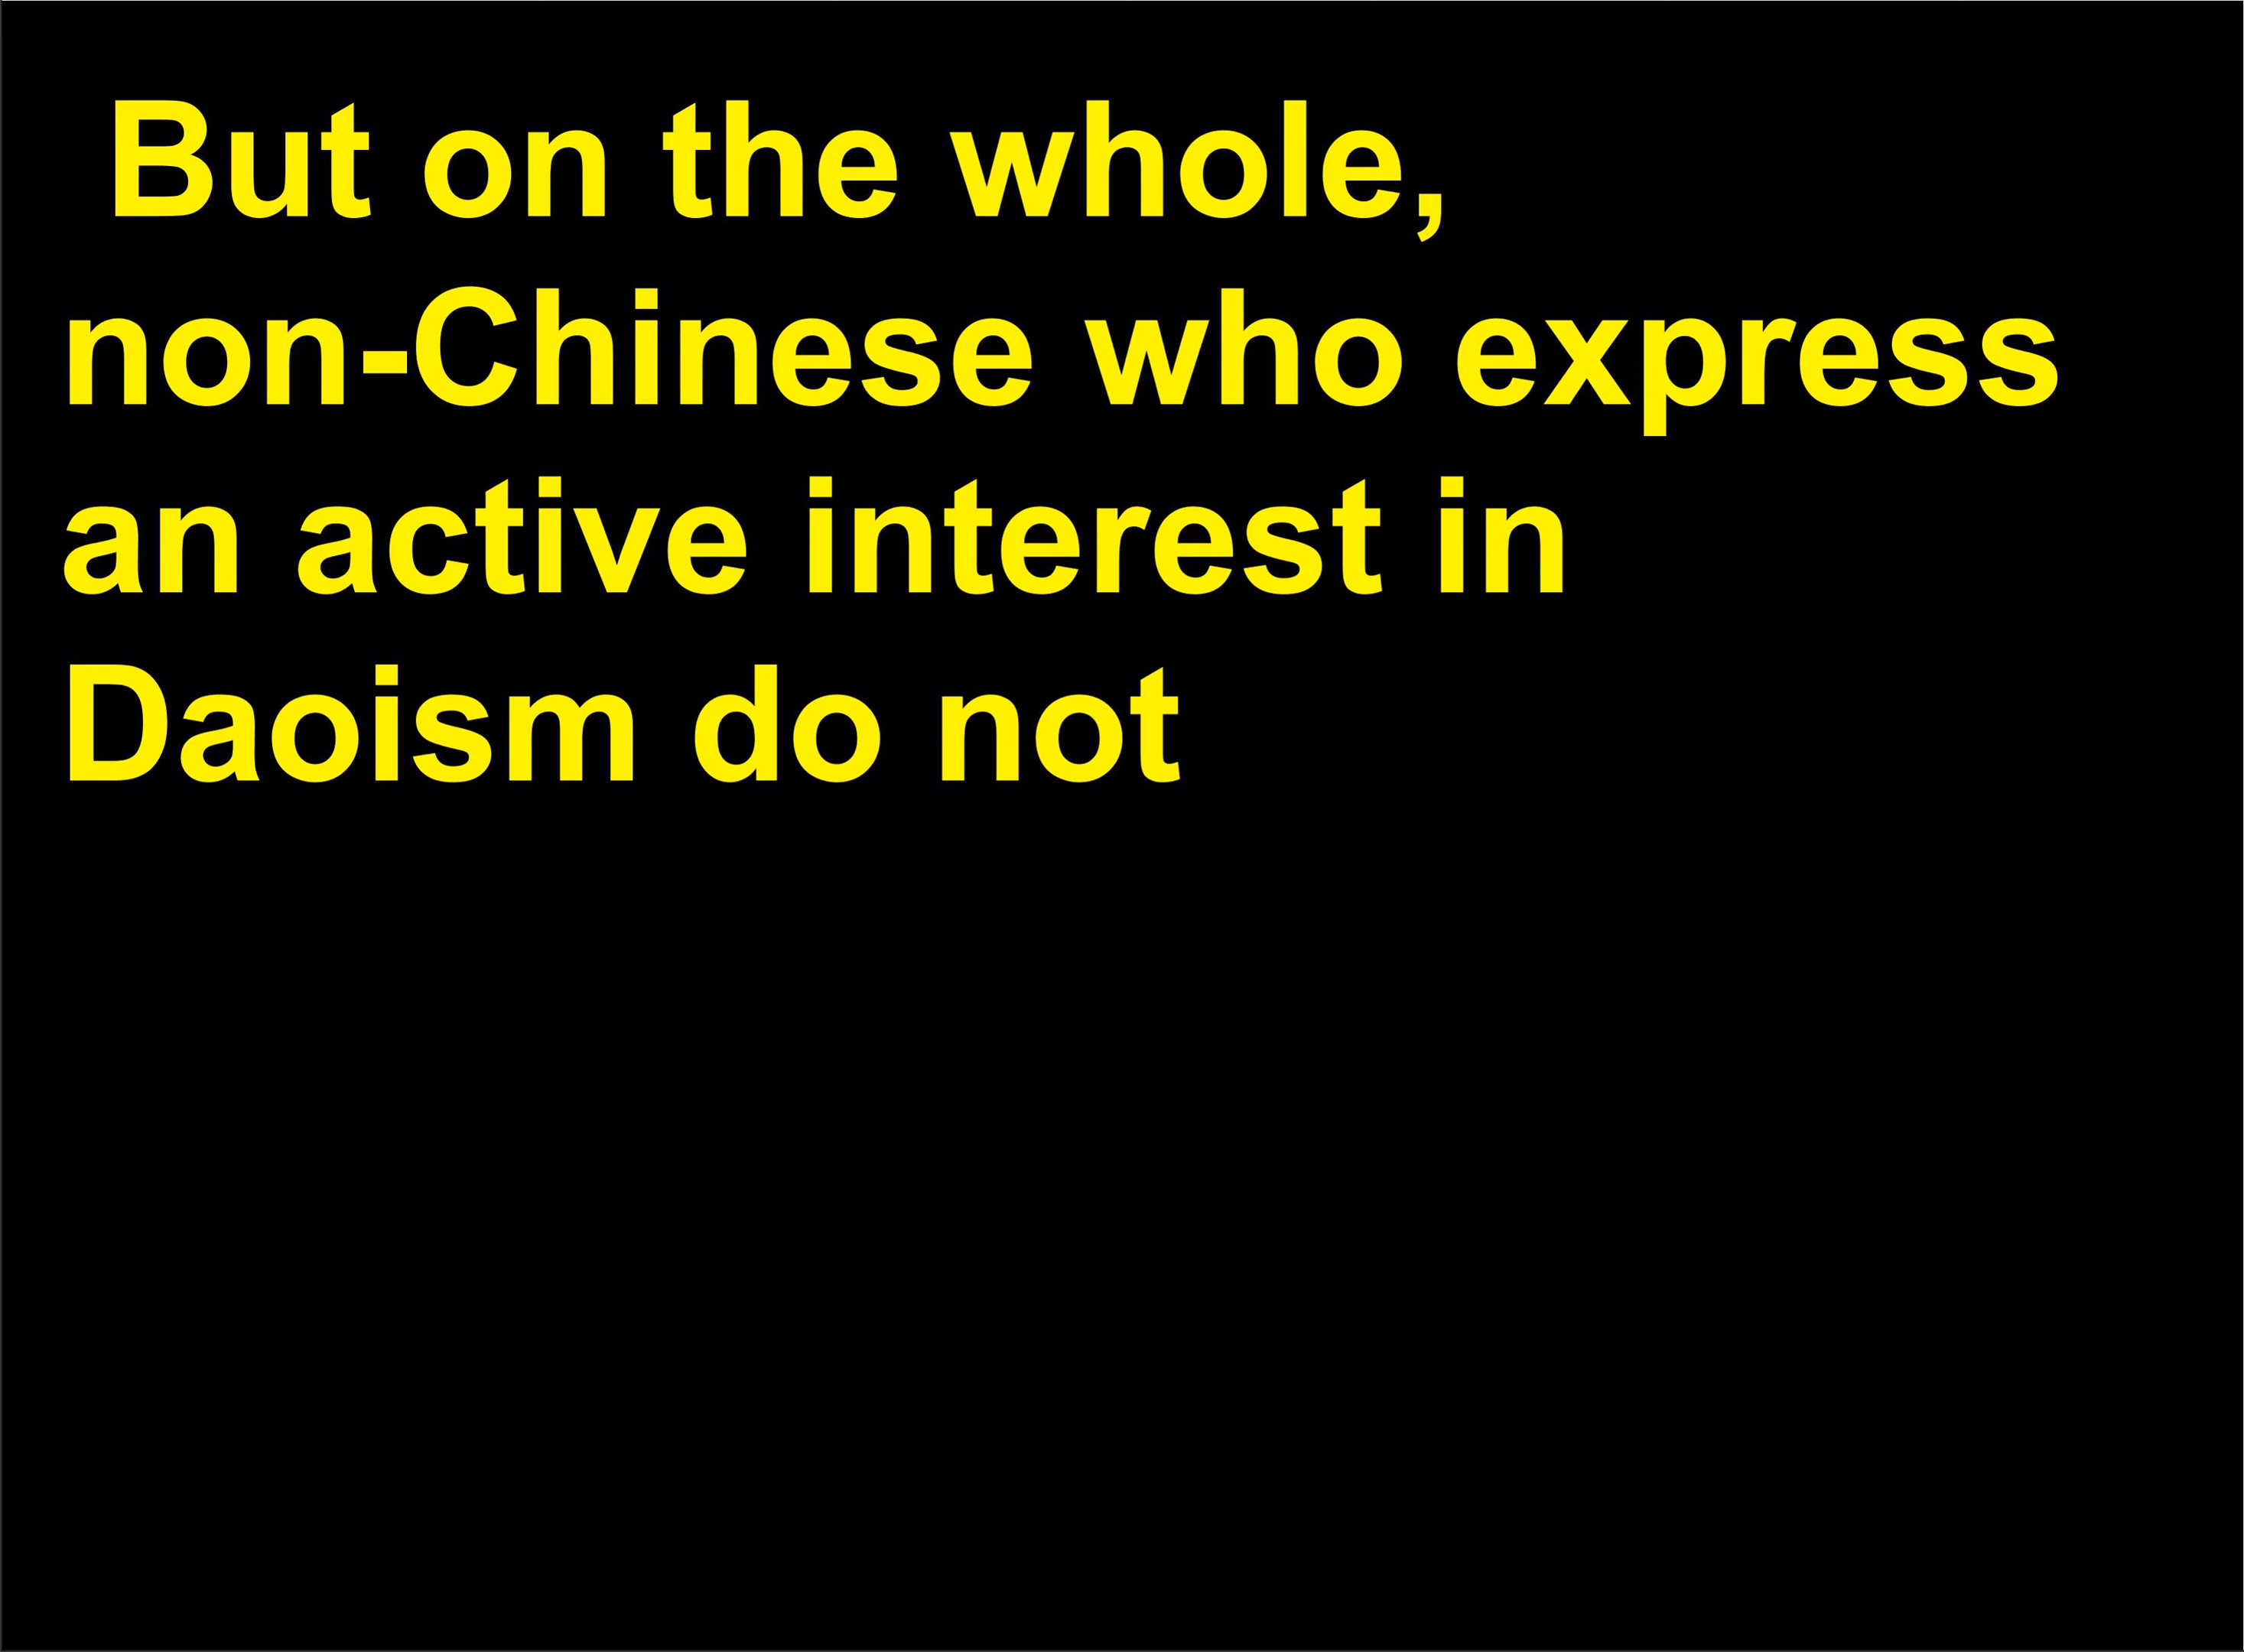 But on the whole,
non-Chinese who express
an active interest in
Daoism do not